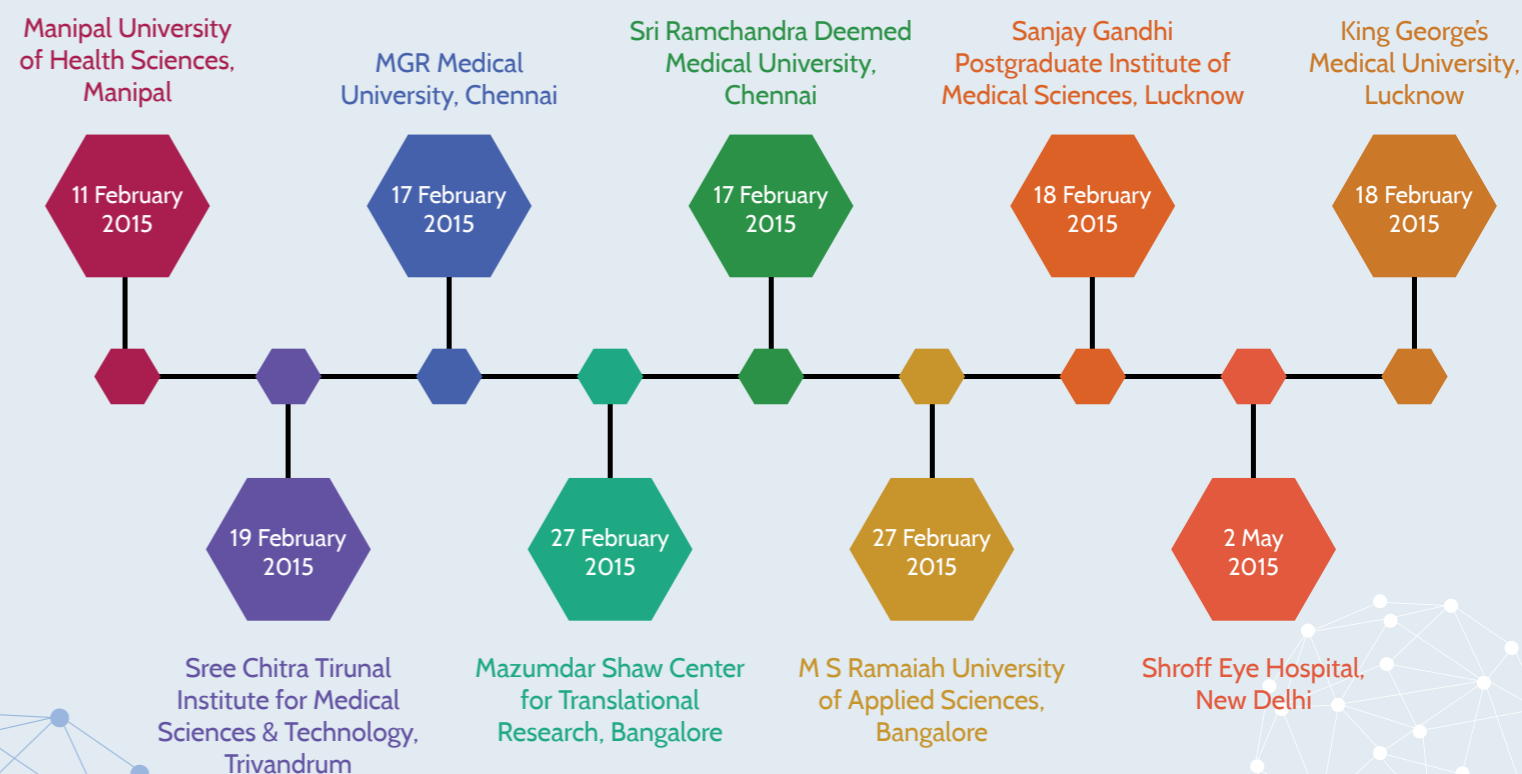 Manipal University
of Health Sciences,
Manipal
MGR Medical
University, Chennai
Sri Ramchandra Deemed
Medical University,
Chennai
Sanjay Gandhi
Postgraduate Institute of
Medical Sciences, Lucknow
King George's
Medical University,
Lucknow
11 February
2015
17 February
2015
17 February
2015
18 February
2015
18 February
2015
19 February
2015
27 February
2015
27 February
2015
2 May
2015
Sree Chitra Tirunal
Institute for Medical
Sciences & Technology,
Trivandrum
Mazumdar Shaw Center
for Translational
Research, Bangalore
M S Ramaiah University
of Applied Sciences,
Bangalore
Shroff Eye Hospital,
New Delhi